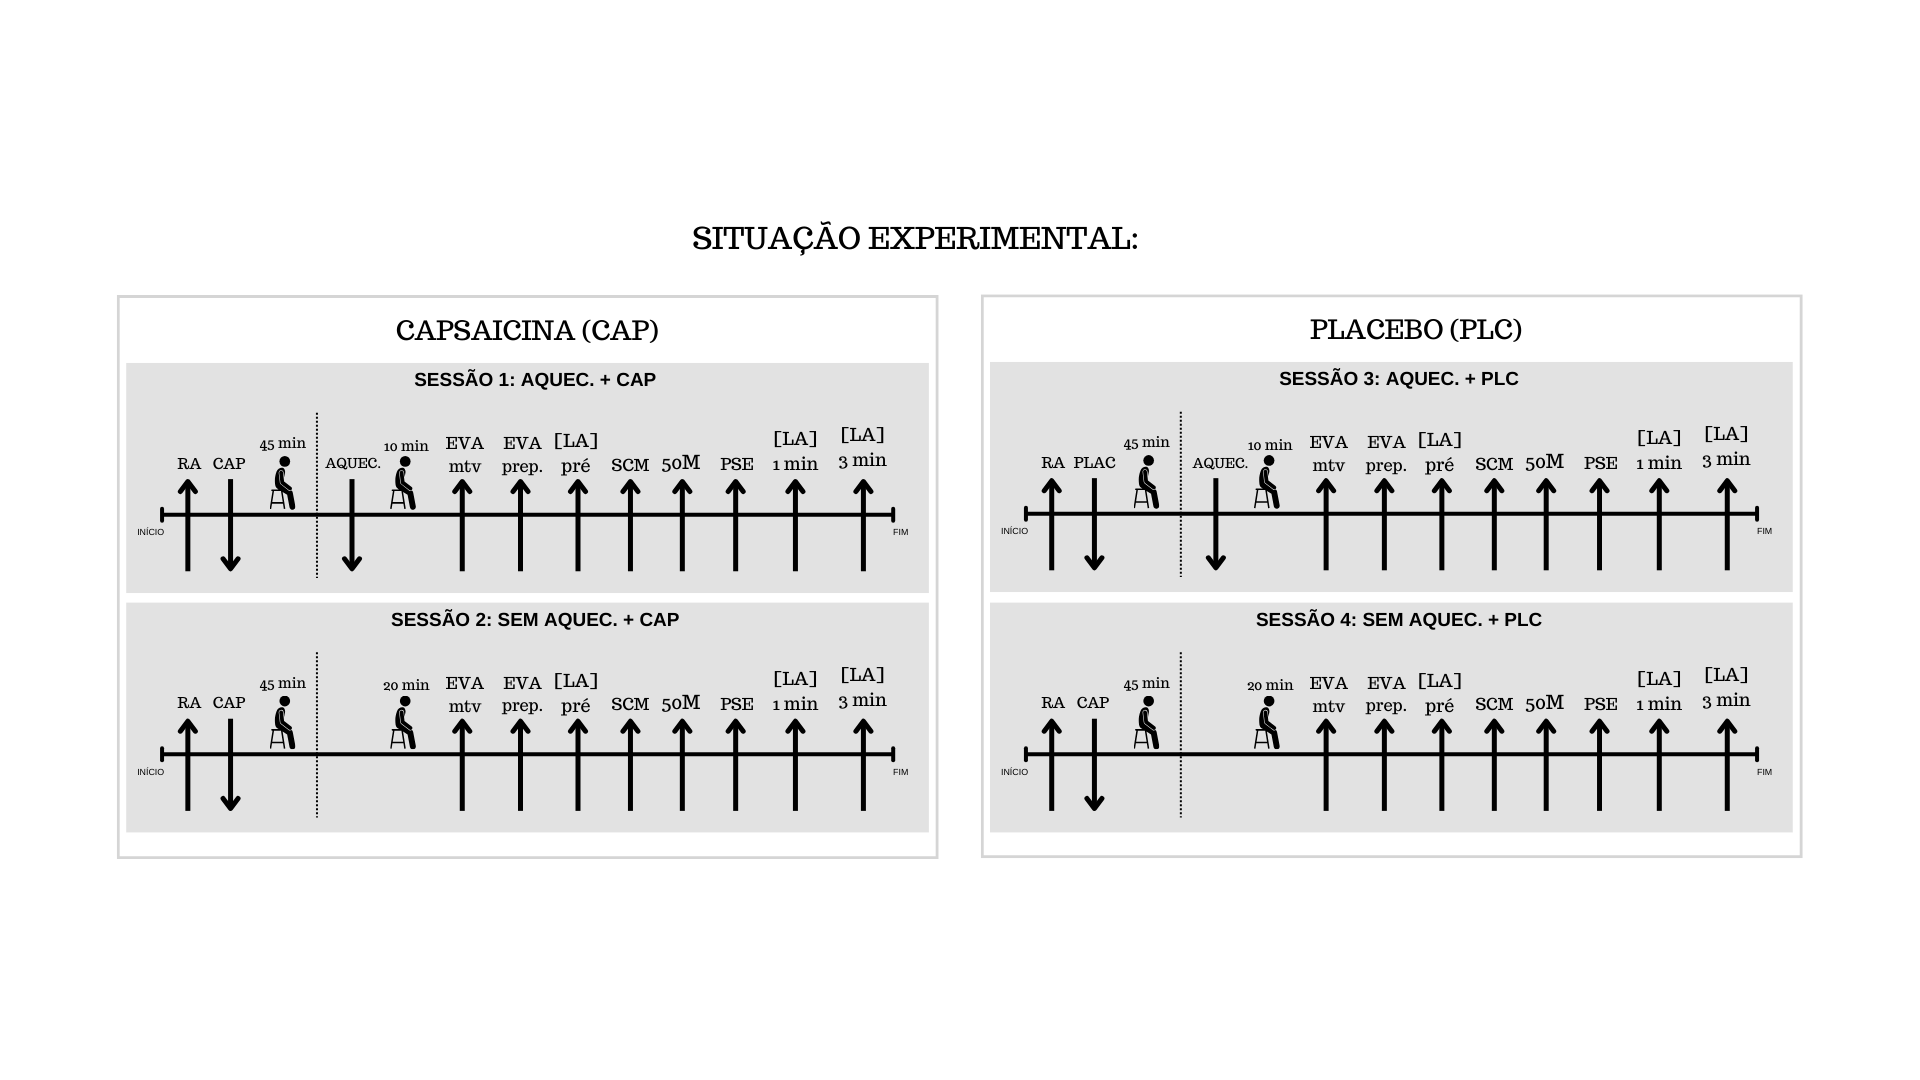 SITUAÇÃO EXPERIMENTAL:
CAPSAICINA (CAP)
SESSÃO 1: AQUEC. + CAP
RA CAP 45 min AQUEC. 10 min EVA mtv EVA prep. [LA] pré SCM 50M PSE [LA] 1 min [LA] 3 min
INÍCIO FIM
SESSÃO 2: SEM AQUEC. + CAP
RA CAP 45 min 20 min EVA mtv EVA prep. [LA] pré SCM 50M PSE [LA] 1 min [LA] 3 min
INÍCIO FIM
PLACEBO (PLC)
SESSÃO 3: AQUEC. + PLC
RA PLAC 45 min AQUEC. 10 min EVA mtv EVA prep. [LA] pré SCM 50M PSE [LA] 1 min [LA] 3 min
INÍCIO FIM
SESSÃO 4: SEM AQUEC. + PLC
RA CAP 45 min 20 min EVA mtv EVA prep. [LA] pré SCM 50M PSE [LA] 1 min [LA] 3 min
INÍCIO FIM